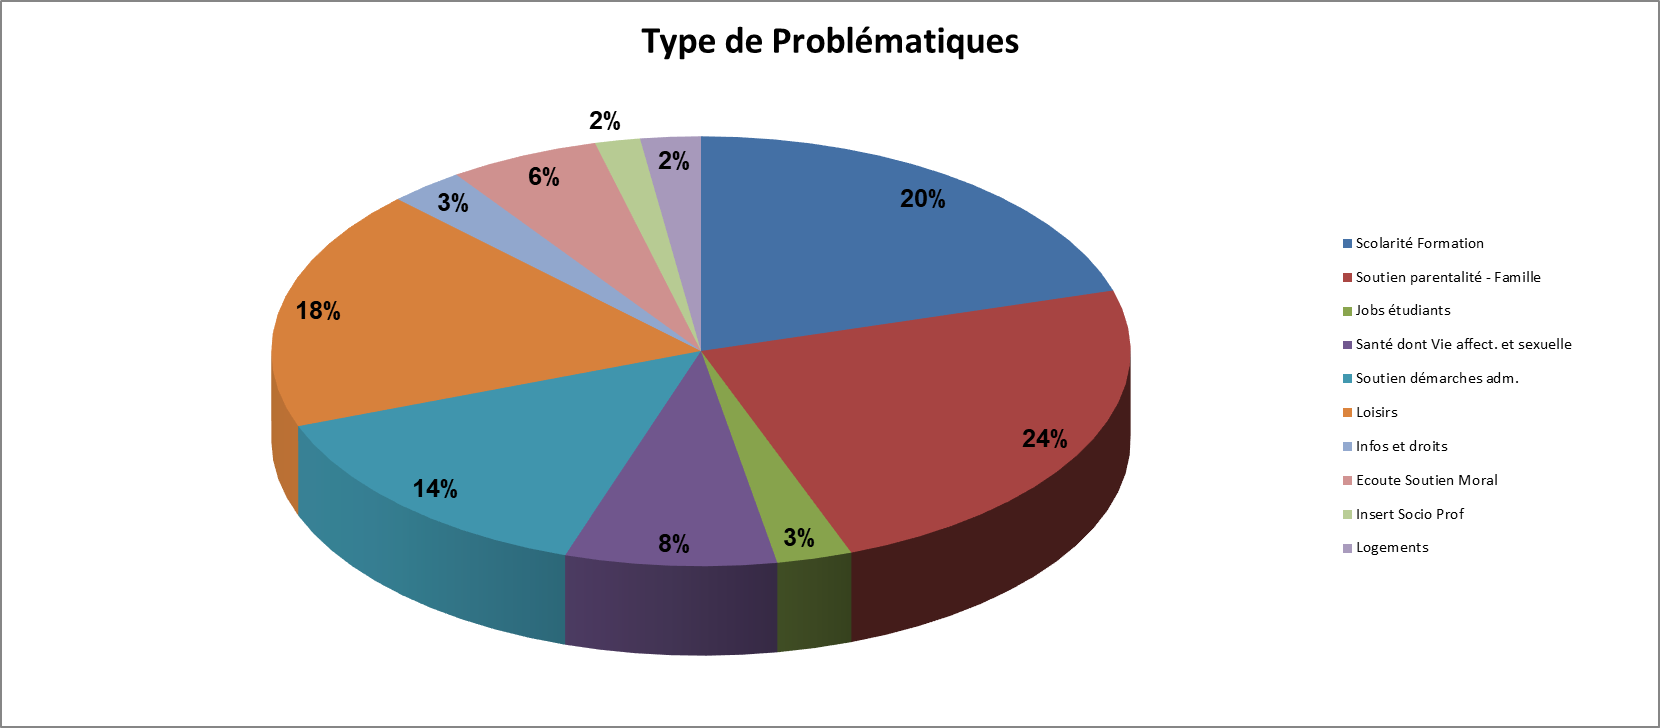 Type de Problématiques
2%
2%
20%
6%
3%
18%
24%
14%
3%
8%
Scolarité Formation
Soutien parentalité - Famille
Jobs étudiants
Santé dont Vie affect. et sexuelle
Soutien démarches adm.
Loisirs
Infos et droits
Ecoute Soutien Moral
Insert Socio Prof
Logements